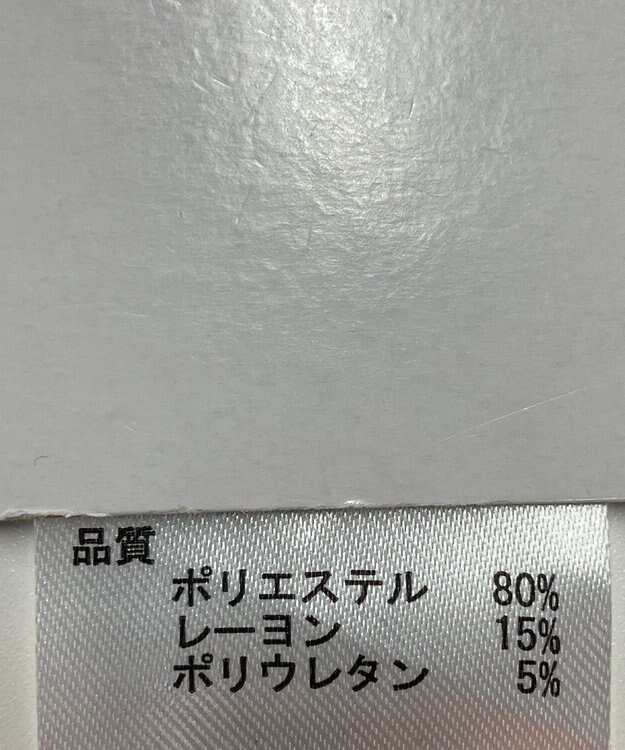 品質
ポリエステル 80%
レーヨン 15%
ポリウレタン 5%